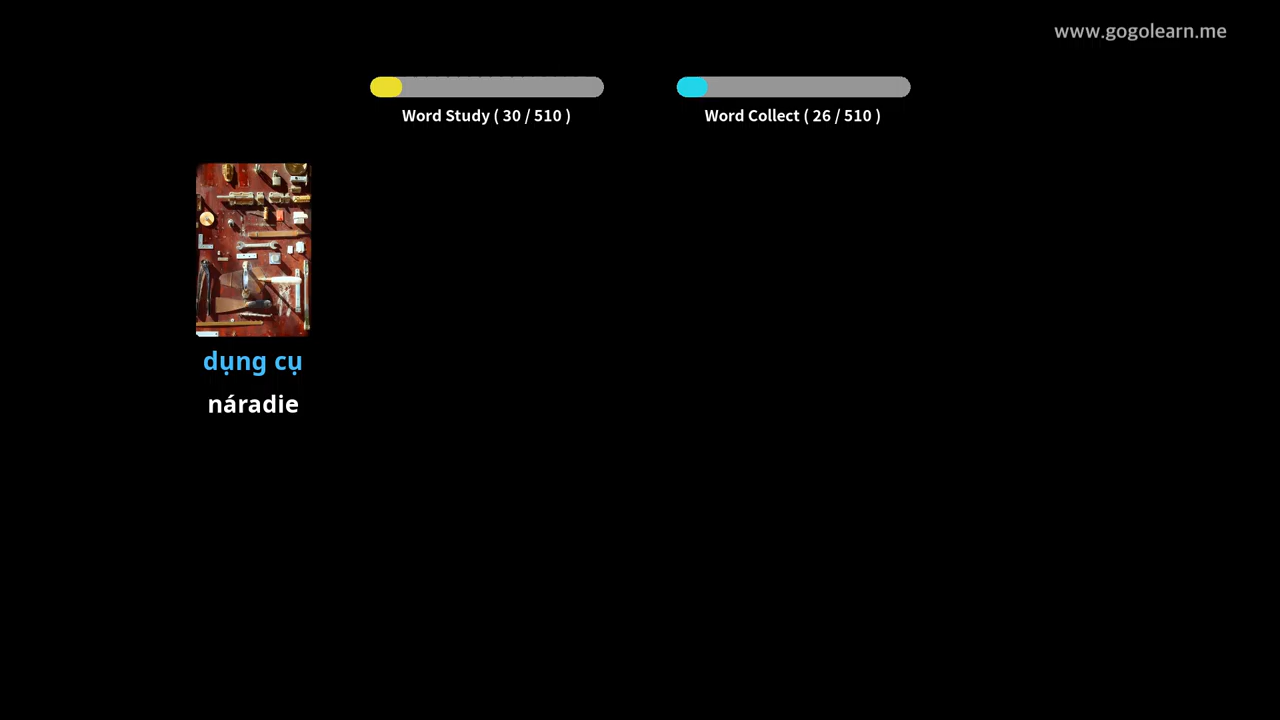 www.gogolearn.me
Word Study ( 30 / 510 )
Word Collect ( 26 / 510 )
dụng cụ
náradie